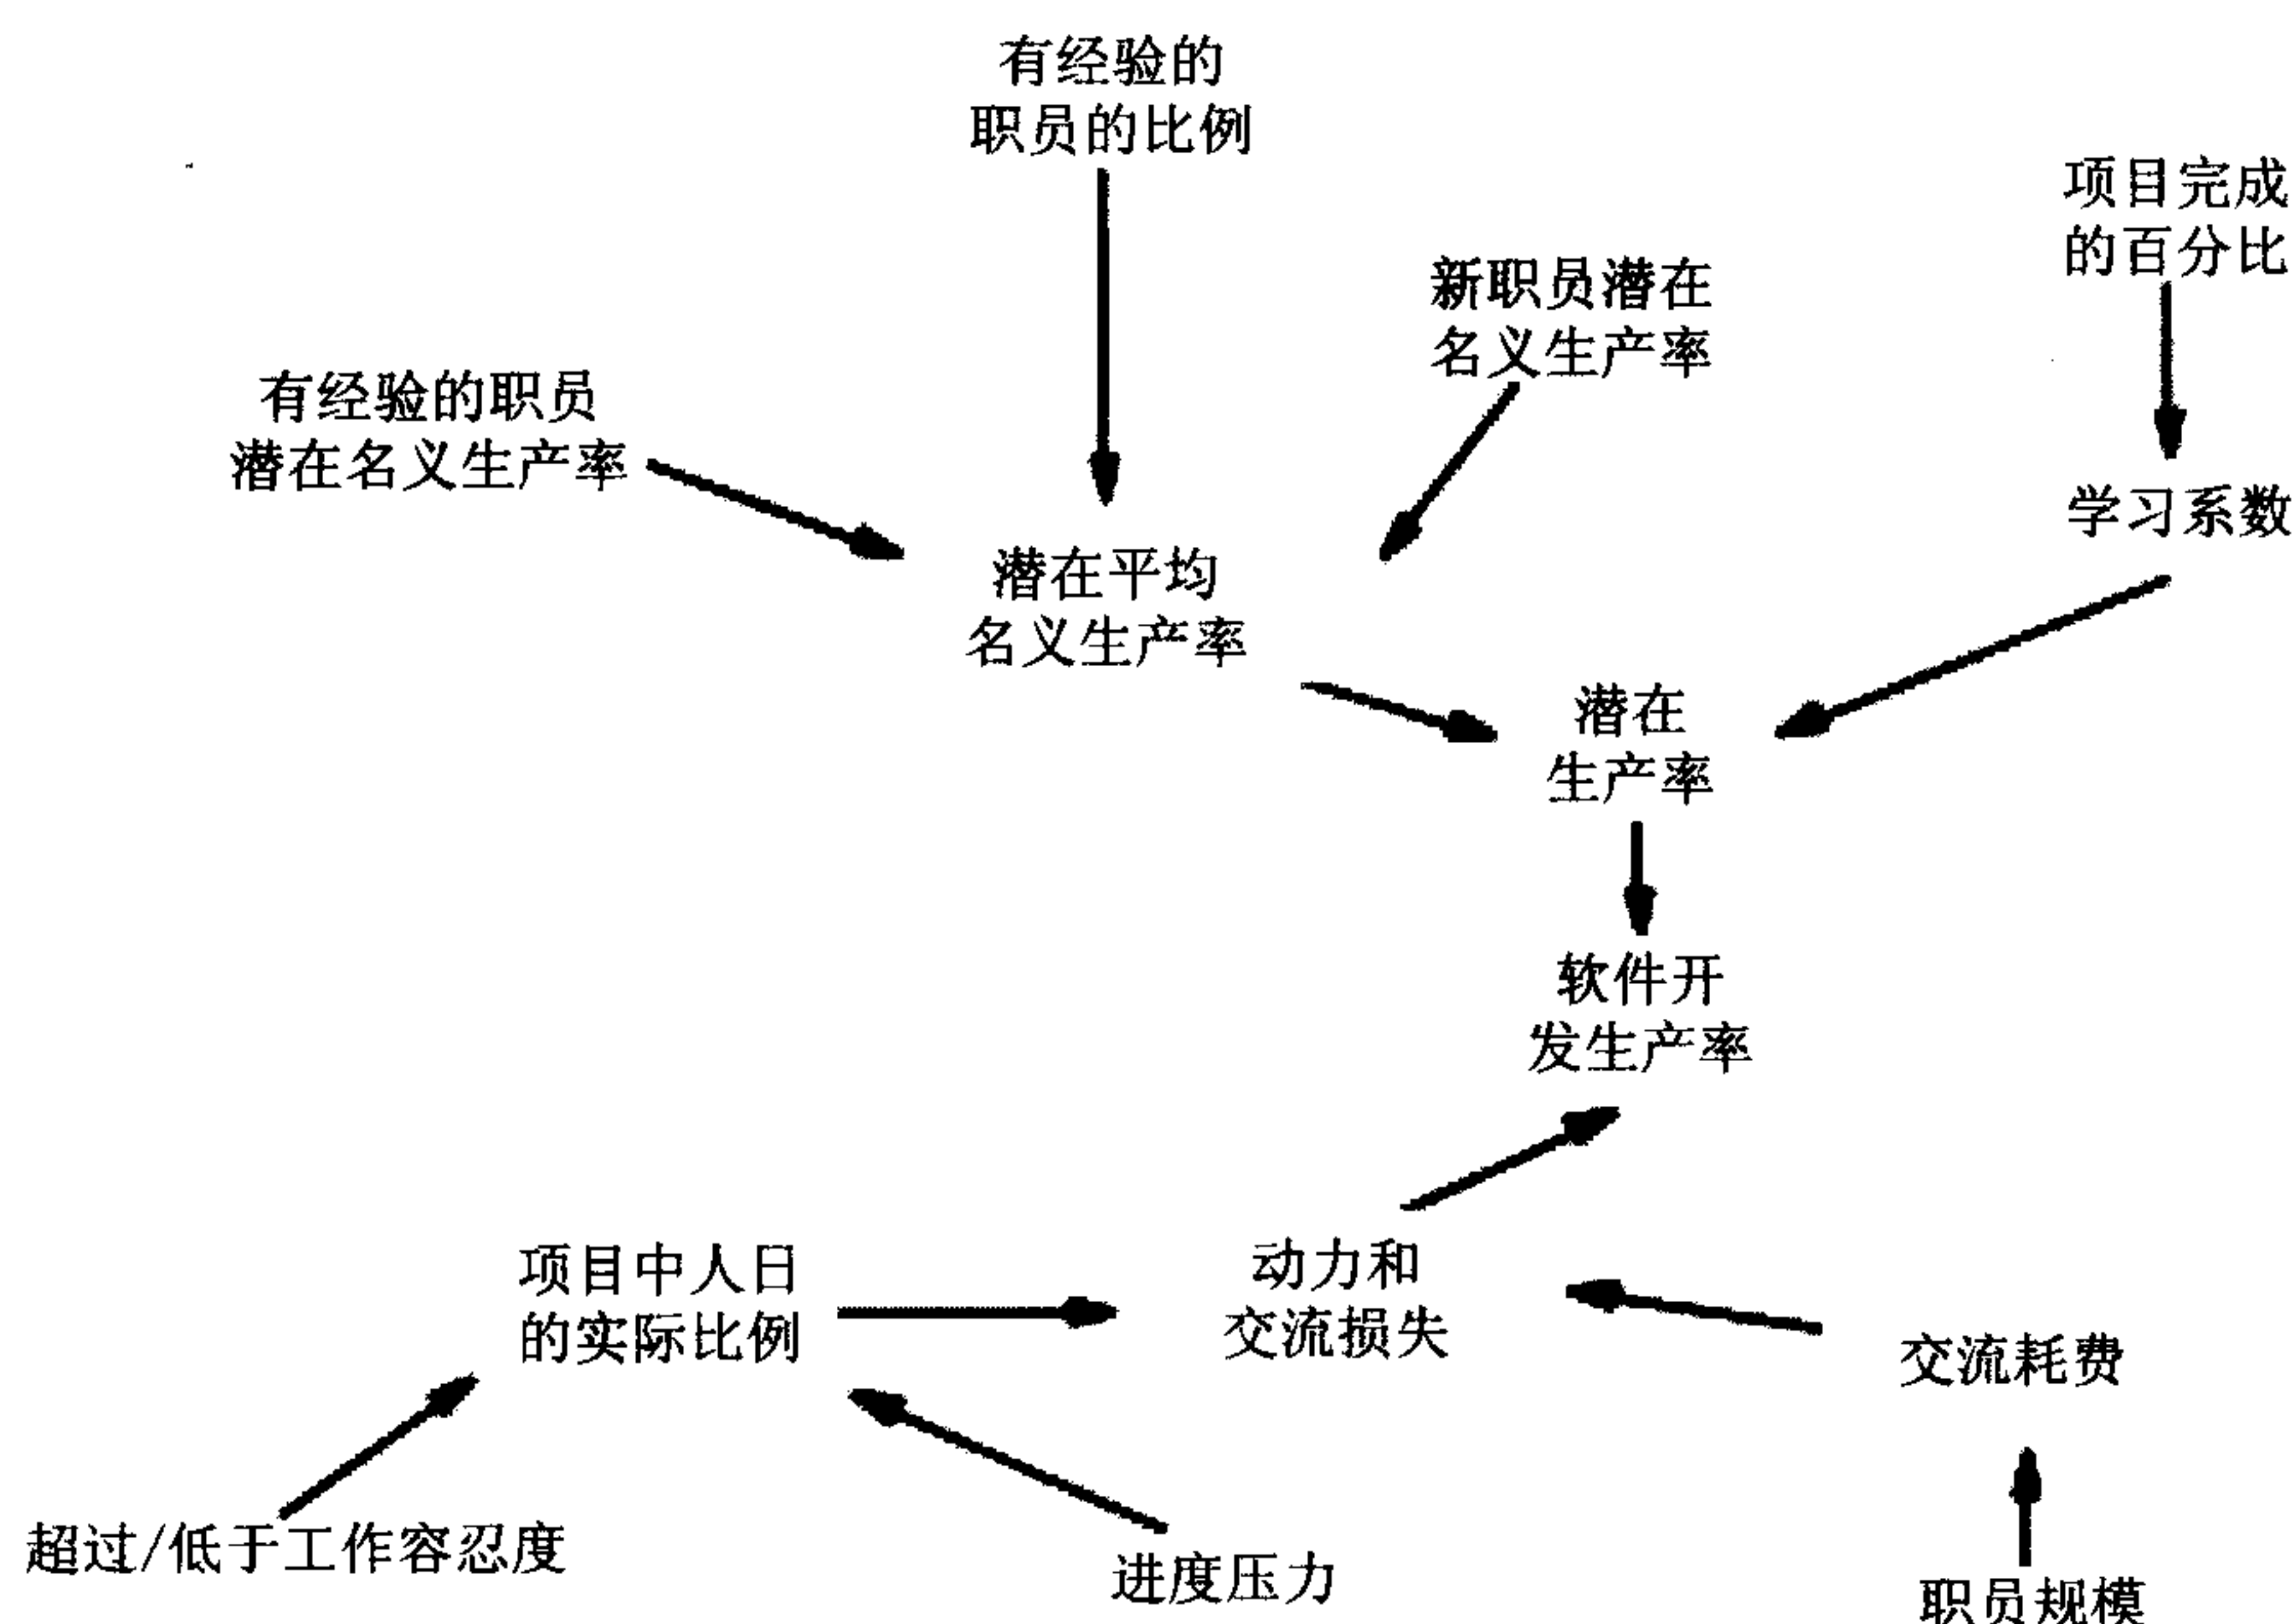 有经验的
职员的比例
项目完成
的百分比
新职员潜在
名义生产率
有经验的职员
潜在名义生产率
学习系数
潜在平均
名义生产率
潜在
生产率
软件开
发生产率
项目中人日
的实际比例
动力和
交流损失
交流耗费
超过/低于工作容忍度
进度压力
职员规模